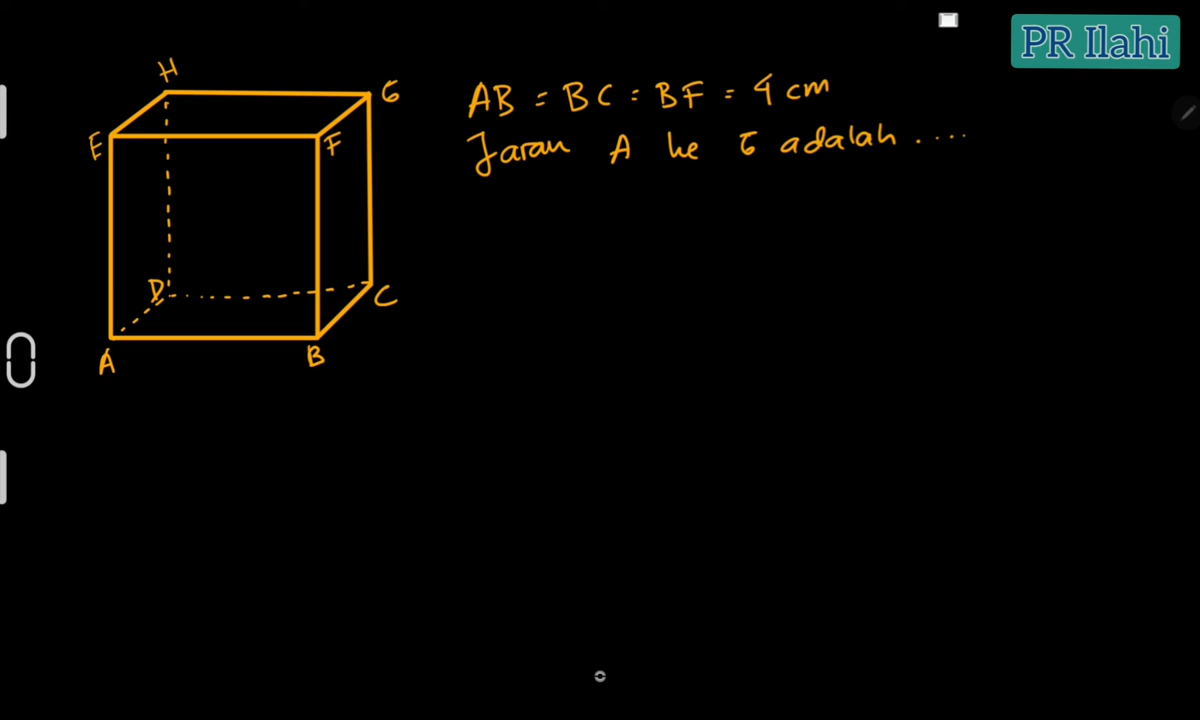 PR Ilahi
H
G
E
F
AB = BC = BF = 4 cm
Jarak A ke G adalah ....
D
C
A
B